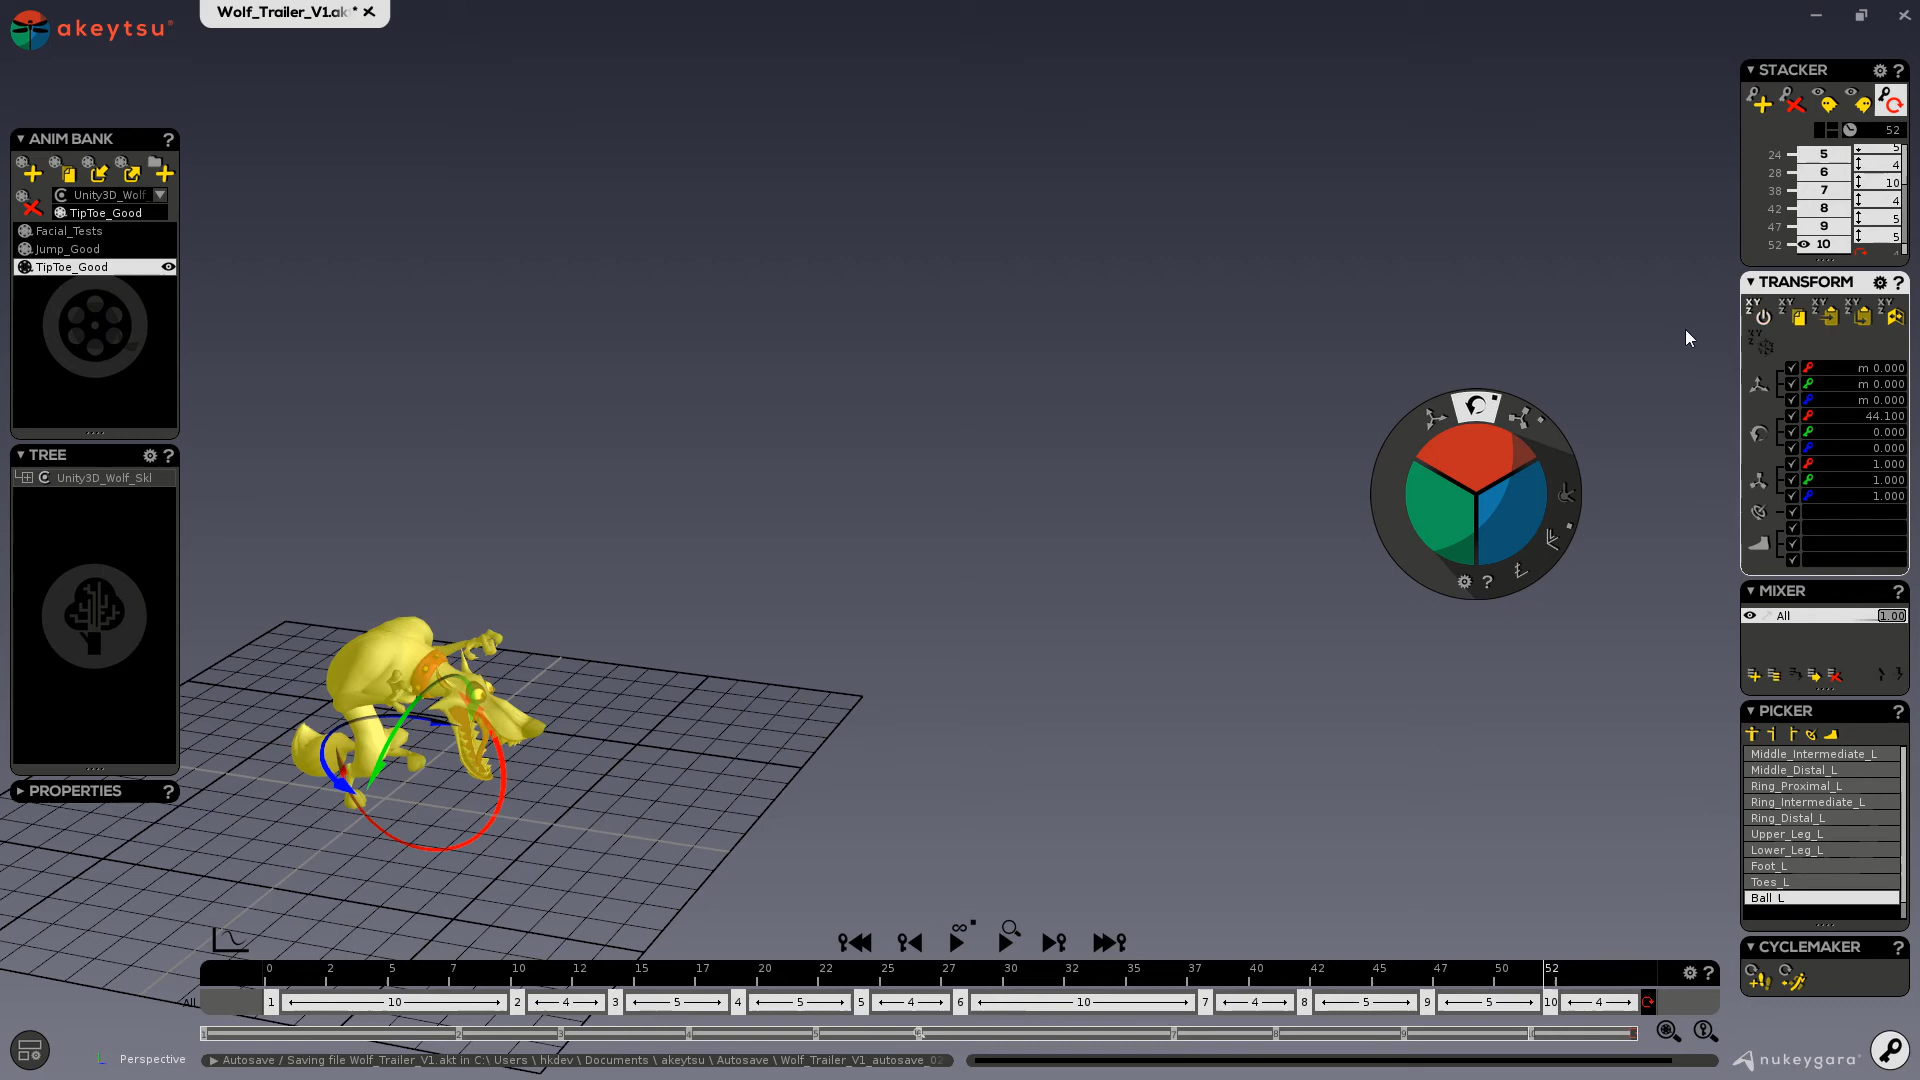 akeytsu
Wolf_Trailer_V1.ak*
ANIM BANK ?
Unity3D_Wolf
TipToe_Good
Facial_Tests
Jump_Good
TipToe_Good
TREE ?
Unity3D_Wolf_Skl
PROPERTIES ?
STACKER ?
52
24 5 5
28 6 4
38 7 10
42 8 4
47 9 5
52 10 5
TRANSFORM ?
m 0.000
m 0.000
m 0.000
44.100
0.000
0.000
1.000
1.000
1.000
?
MIXER ?
All 1.00
PICKER ?
Middle_Intermediate_L
Middle_Distal_L
Ring_Proximal_L
Ring_Intermediate_L
Ring_Distal_L
Upper_Leg_L
Lower_Leg_L
Foot_L
Toes_L
Ball_L
CYCLEMAKER ?
0 2 5 7 10 12 15 17 20 22 25 27 30 32 35 37 40 42 45 47 50 52 ?
All 1 10 2 4 3 5 4 5 5 4 6 10 7 4 8 5 9 5 10 4
Perspective
Autosave / Saving file Wolf_Trailer_V1.akt in C:\ Users \ hkdev \ Documents \ akeytsu \ Autosave \ Wolf_Trailer_V1_autosave_02
nukeygara